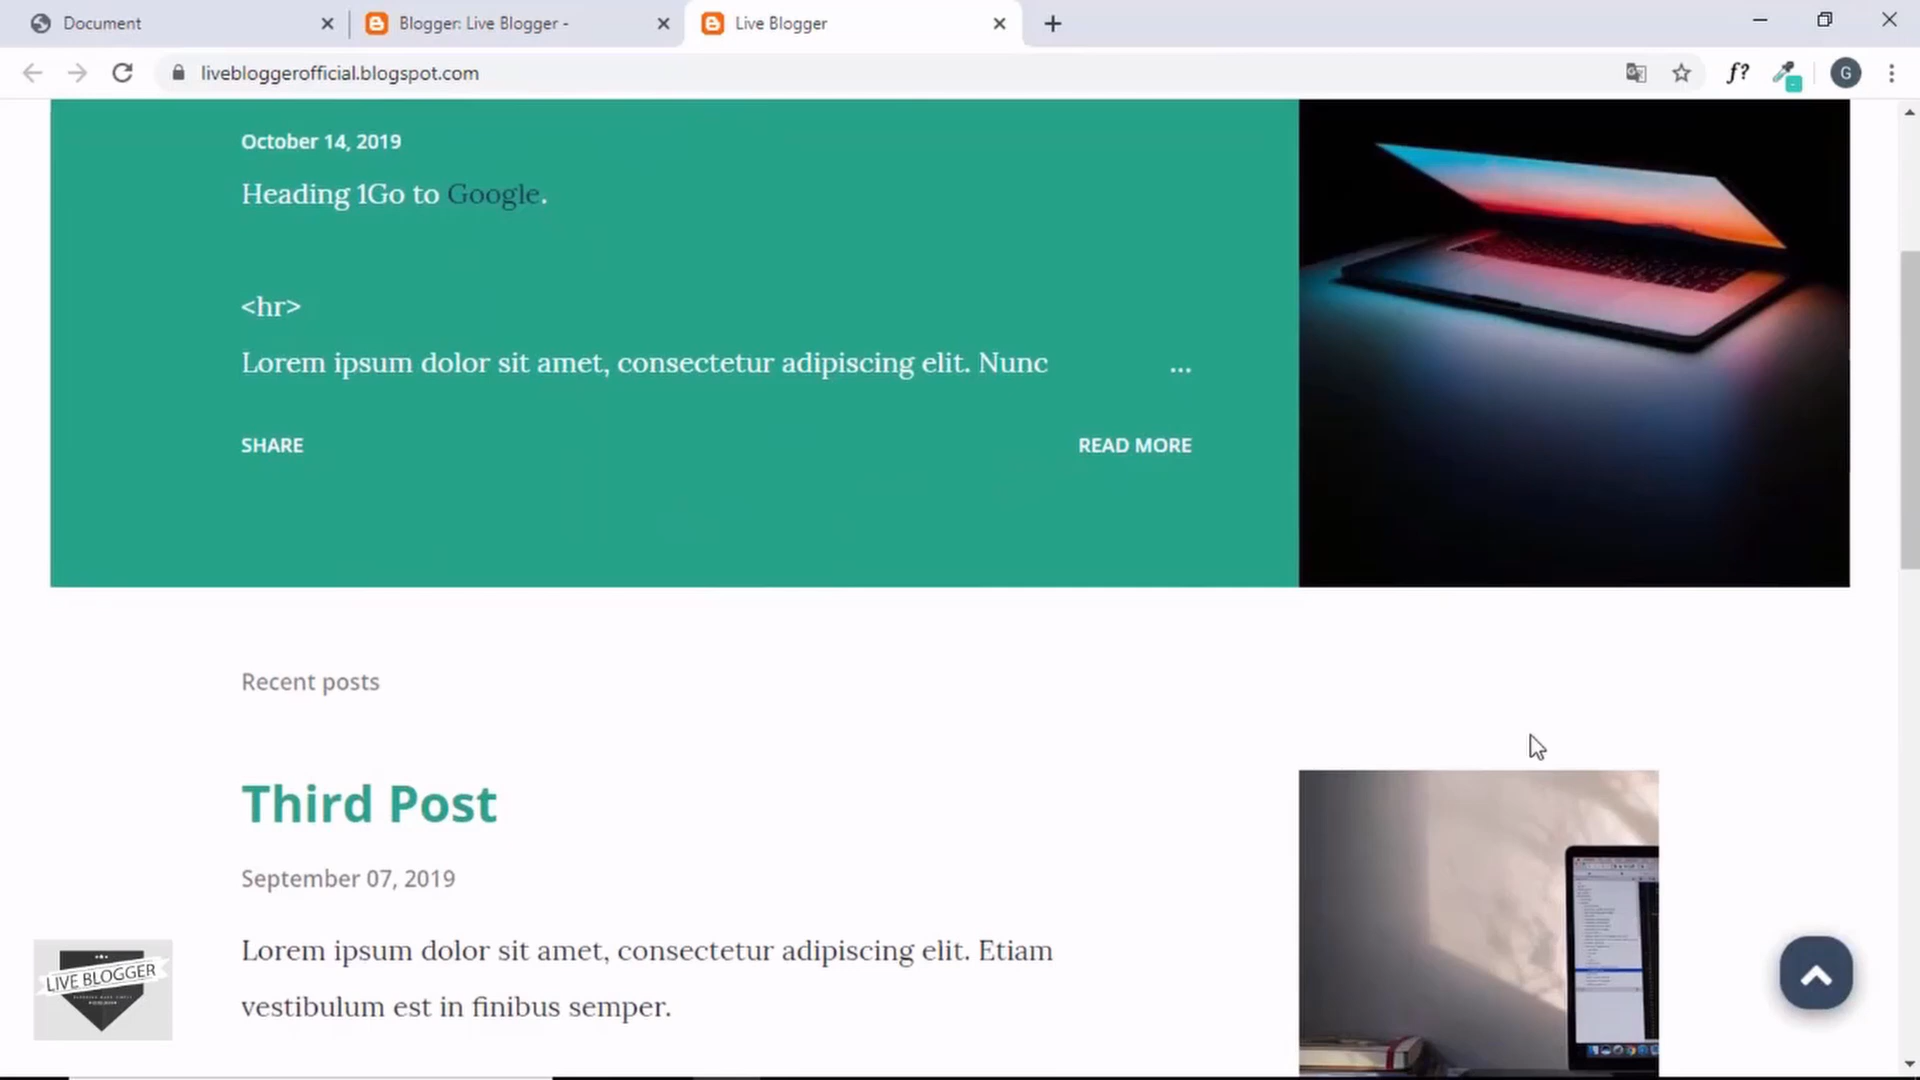 Document
Blogger: Live Blogger -
Live Blogger
livebloggerofficial.blogspot.com
f?
G
October 14, 2019
Heading 1Go to Google.
<hr>
Lorem ipsum dolor sit amet, consectetur adipiscing elit. Nunc ...
SHARE
READ MORE
Recent posts
Third Post
September 07, 2019
Lorem ipsum dolor sit amet, consectetur adipiscing elit. Etiam
vestibulum est in finibus semper.
LIVE BLOGGER